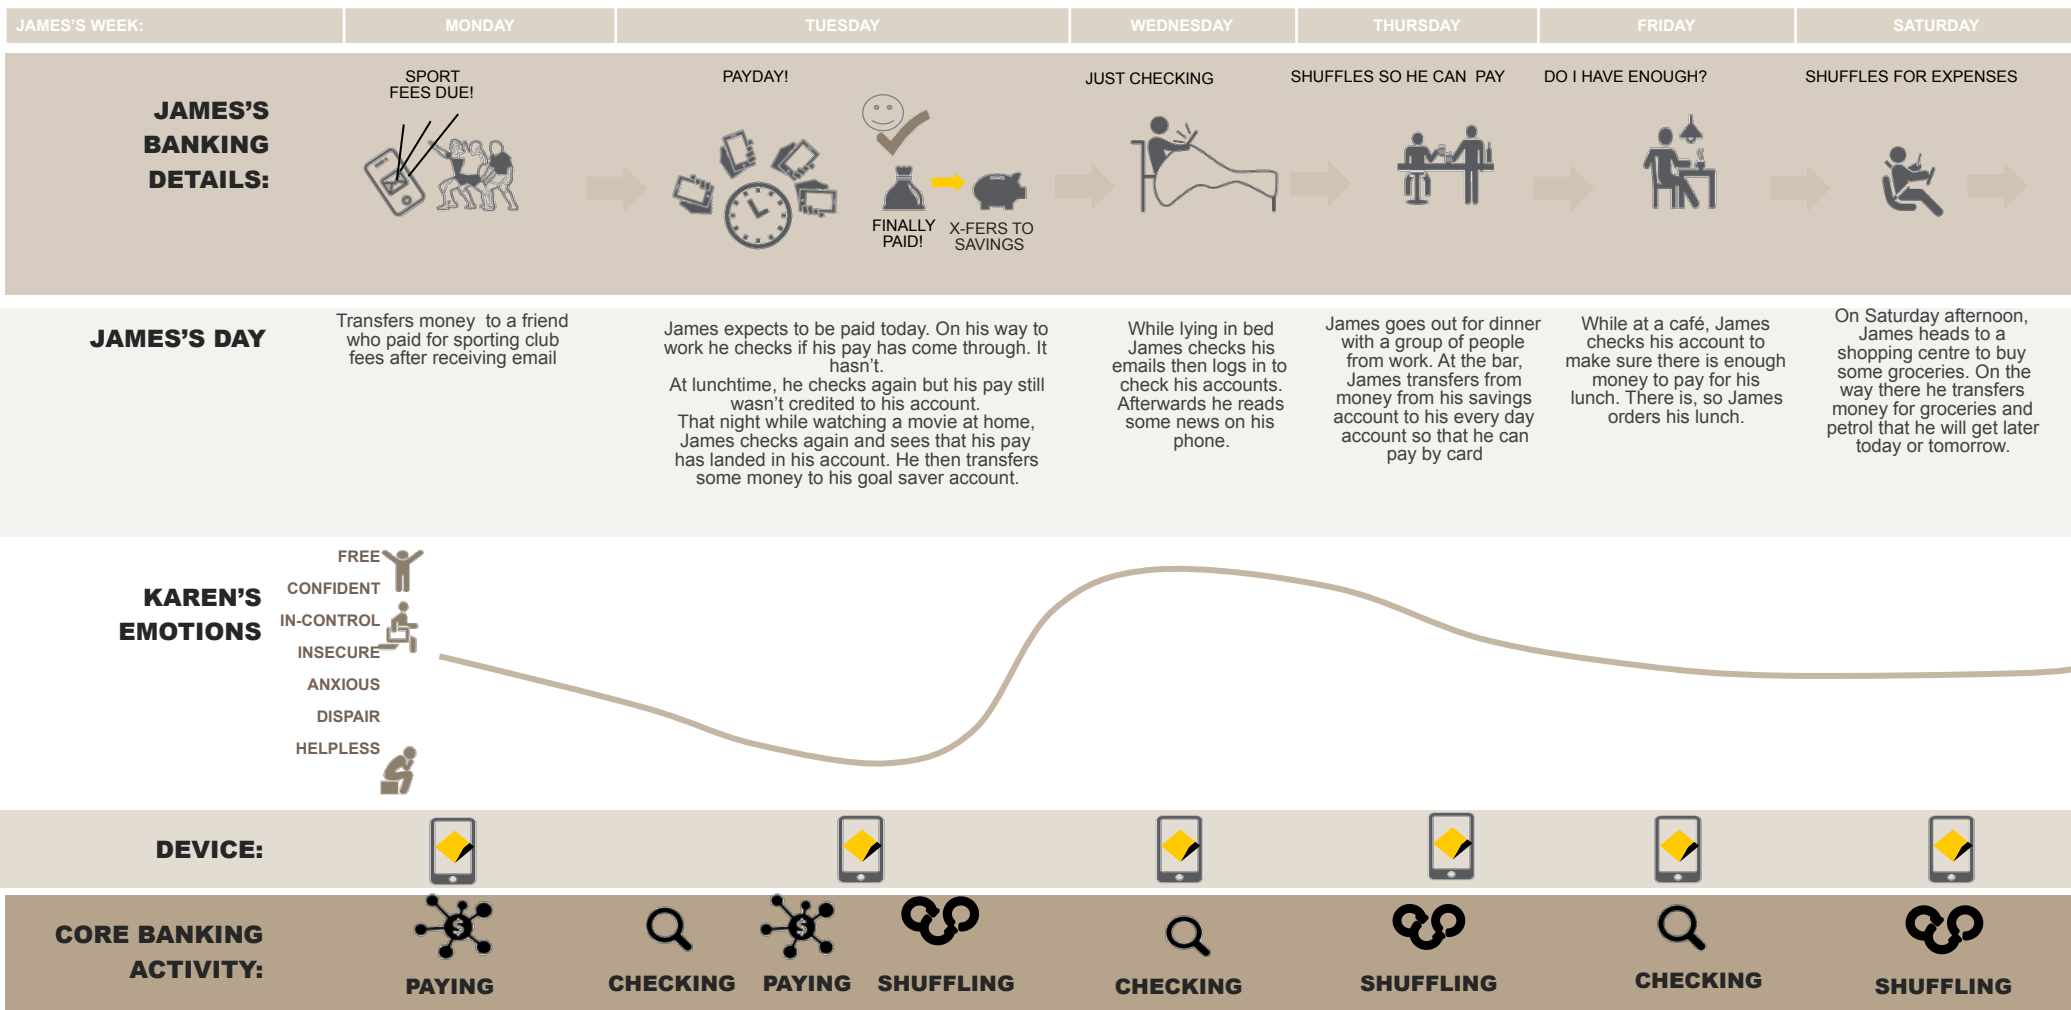 JAMES'S WEEK:
MONDAY
TUESDAY
WEDNESDAY
THURSDAY
FRIDAY
SATURDAY
JAMES'S
BANKING
DETAILS:
SPORT
FEES DUE!
PAYDAY!
FINALLY
PAID!
X-FERS TO
SAVINGS
JUST CHECKING
SHUFFLES SO HE CAN PAY
DO I HAVE ENOUGH?
SHUFFLES FOR EXPENSES
JAMES'S DAY
Transfers money to a friend
who paid for sporting club
fees after receiving email
James expects to be paid today. On his way to
work he checks if his pay has come through. It
hasn't.
At lunchtime, he checks again but his pay still
wasn't credited to his account.
That night while watching a movie at home,
James checks again and sees that his pay
has landed in his account. He then transfers
some money to his goal saver account.
While lying in bed
James checks his
emails then logs in to
check his accounts.
Afterwards he reads
some news on his
phone.
James goes out for dinner
with a group of people
from work. At the bar,
James transfers from
money from his savings
account to his every day
account so that he can
pay by card
While at a café, James
checks his account to
make sure there is enough
money to pay for his
lunch. There is, so James
orders his lunch.
On Saturday afternoon,
James heads to a
shopping centre to buy
some groceries. On the
way there he transfers
money for groceries and
petrol that he will get later
today or tomorrow.
KAREN'S
EMOTIONS
FREE
CONFIDENT
IN-CONTROL
INSECURE
ANXIOUS
DISPAIR
HELPLESS
DEVICE:
CORE BANKING
ACTIVITY:
$
PAYING
CHECKING
$
PAYING
SHUFFLING
CHECKING
SHUFFLING
CHECKING
SHUFFLING